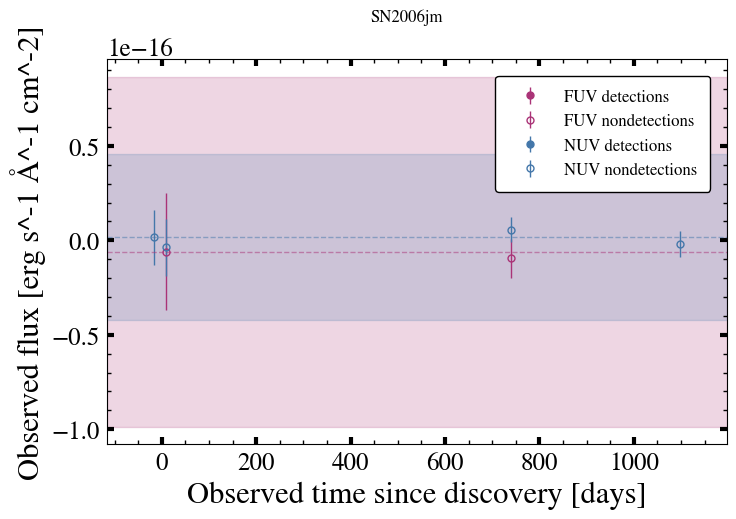 SN2006jm
1e−16
Observed flux [erg s^-1 Å^-1 cm^-2]
0.5
0.0
−0.5
−1.0
FUV detections
FUV nondetections
NUV detections
NUV nondetections
0 200 400 600 800 1000
Observed time since discovery [days]